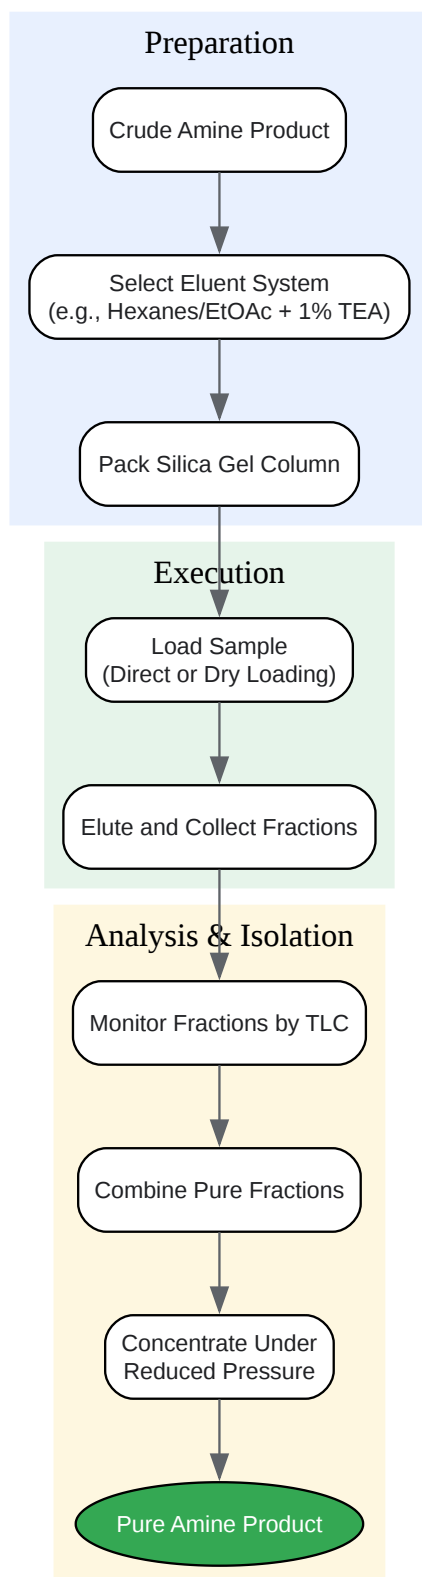 Preparation
Crude Amine Product
Select Eluent System
(e.g., Hexanes/EtOAc + 1% TEA)
Pack Silica Gel Column
Execution
Load Sample
(Direct or Dry Loading)
Elute and Collect Fractions
Analysis & Isolation
Monitor Fractions by TLC
Combine Pure Fractions
Concentrate Under
Reduced Pressure
Pure Amine Product